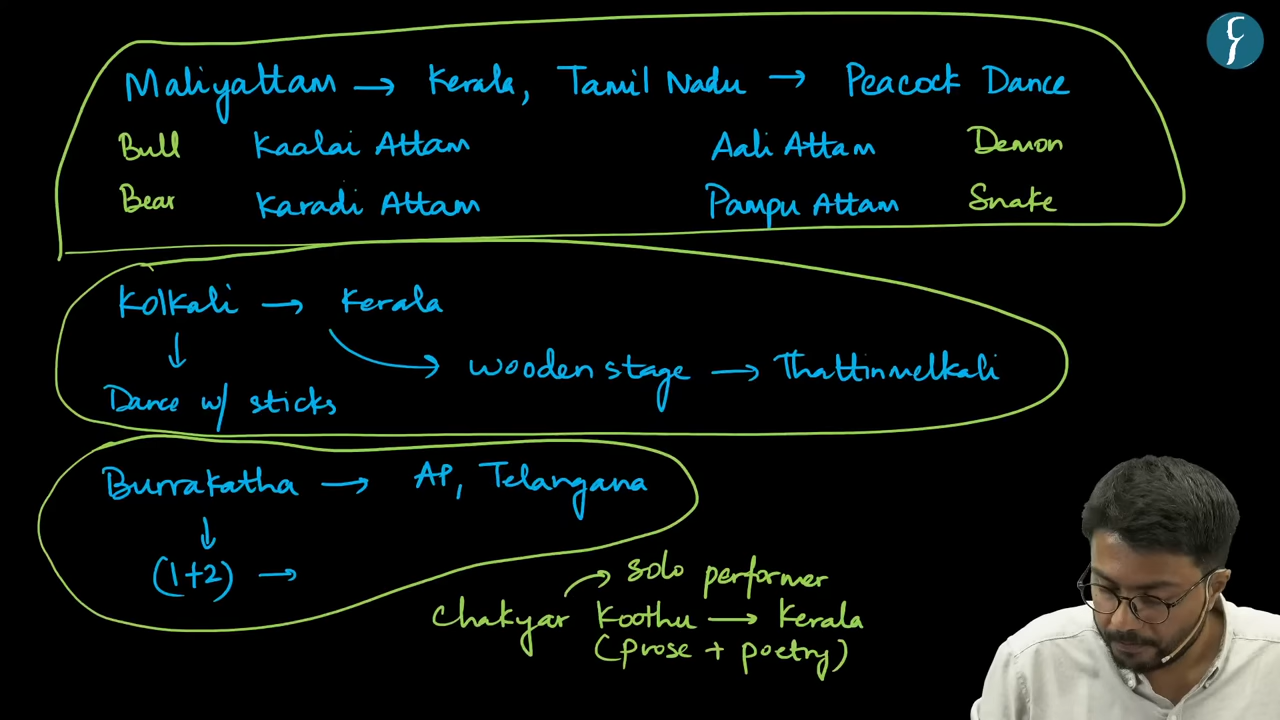 Maliyattam → Kerala, Tamil Nadu → Peacock Dance
Bull Kaalai Attam Aali Attam Demon
Bear Karadi Attam Pampu Attam Snake
Kolkali → Kerala
↓ → wooden stage → Thattinmelkali
Dance w/ sticks
Burrakatha → AP, Telangana
↓
(1+2) → → solo performer
Chakyar Koothu → Kerala
(prose + poetry)